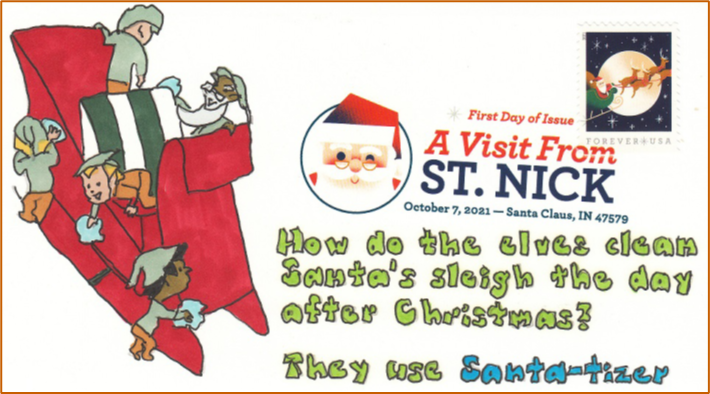 First Day of Issue
A Visit From
ST. NICK
October 7, 2021 — Santa Claus, IN 47579
FOREVER USA
How do the elves clean
Santa's sleigh the day
after Christmas?
They use Santa-tizer